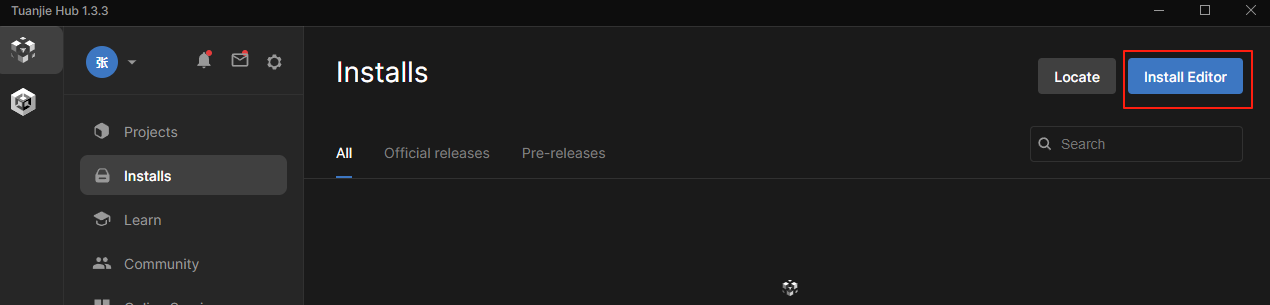 Tuanjie Hub 1.3.3
张
Installs
Locate
Install Editor
Projects
All
Official releases
Pre-releases
Search
Installs
Learn
Community